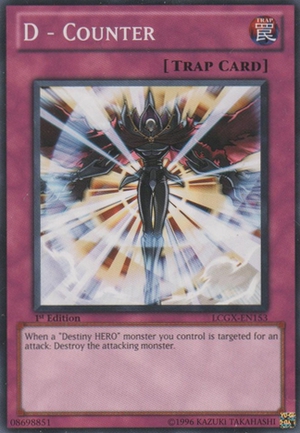 D - Counter
TRAP
罠
[Trap Card]
1st Edition
LCGX-EN153
When a "Destiny HERO" monster you control is targeted for an
attack: Destroy the attacking monster.
08698851
©1996 KAZUKI TAKAHASHI